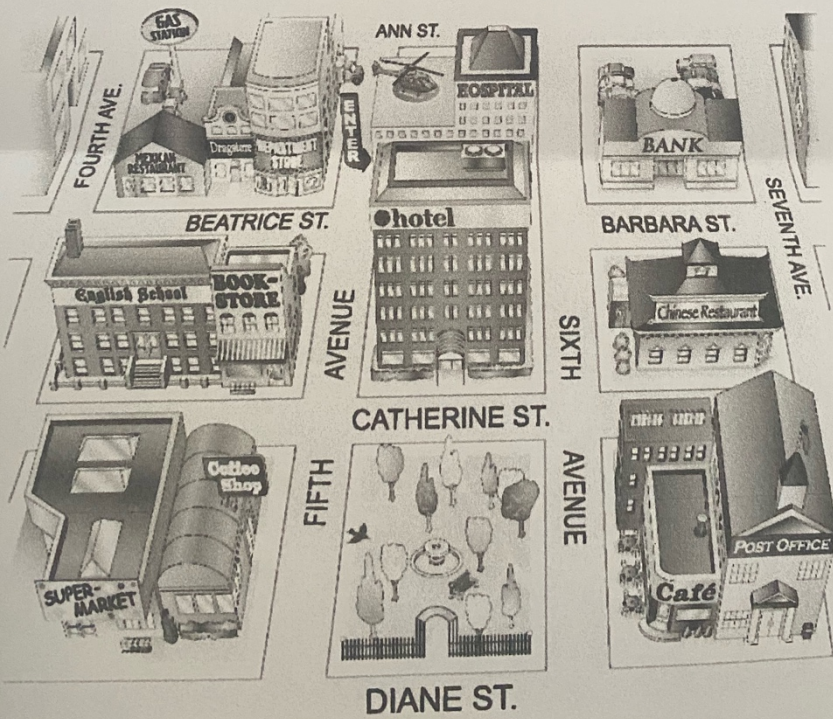 GAS
STATION
ANN ST.
HOSPITAL
FOURTH AVE.
ENTER
MEXICAN
RESTAURANT
Drugstore
DEPARTMENT
STORE
BANK
BEATRICE ST.
hotel
BARBARA ST.
SEVENTH AVE.
English School
BOOK-
STORE
Chinese Restaurant
AVENUE
SIXTH
CATHERINE ST.
Coffee
Shop
FIFTH
AVENUE
POST OFFICE
SUPER-
MARKET
Café
DIANE ST.